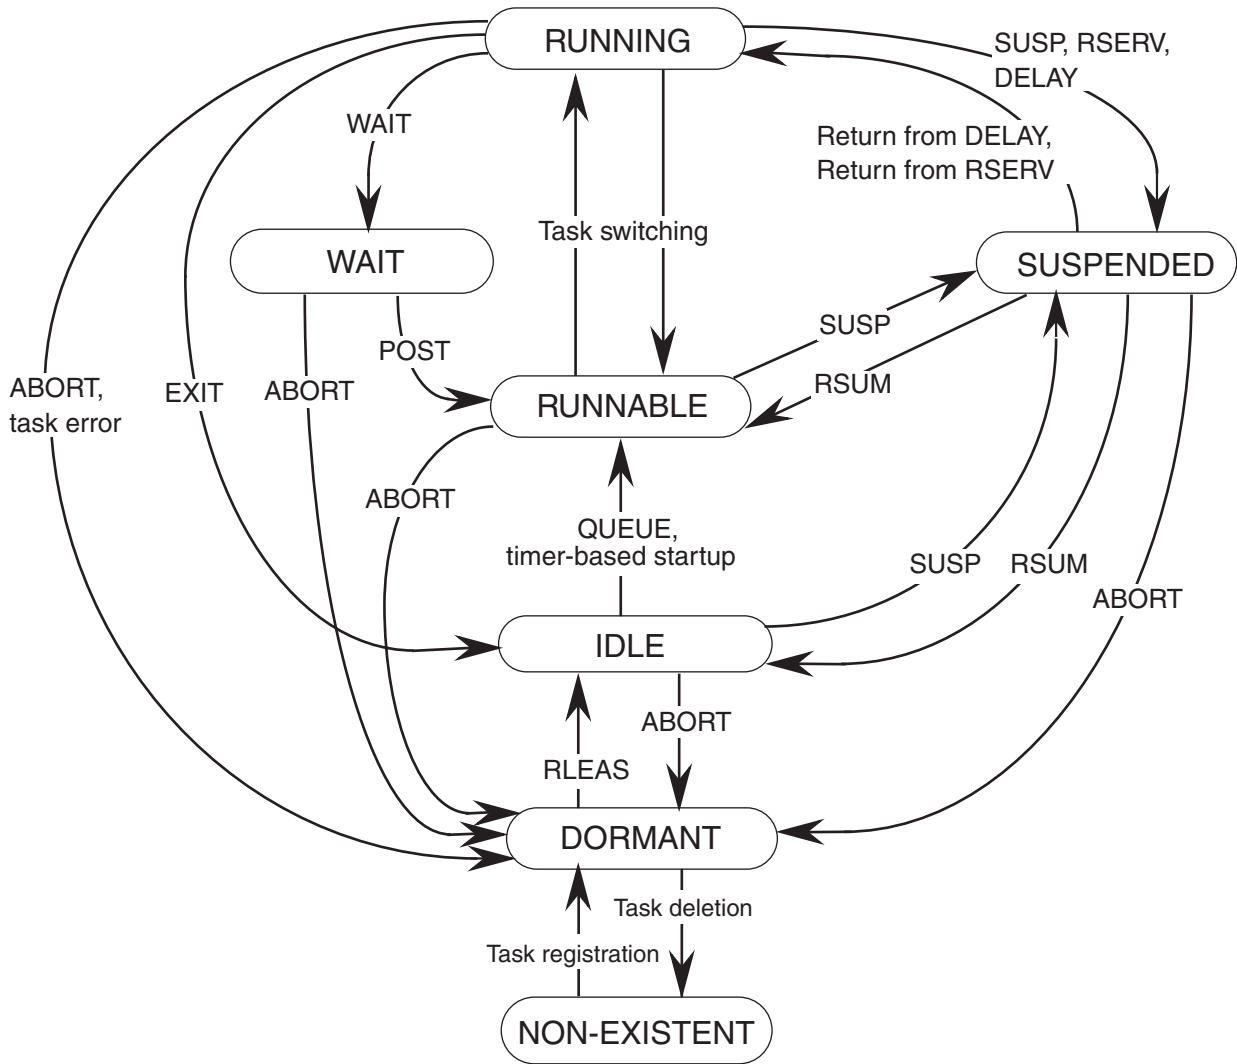 RUNNING
SUSP, RSERV,
DELAY
WAIT
Return from DELAY,
Return from RSERV
Task switching
WAIT
SUSPENDED
SUSP
POST
RSUM
ABORT,
task error
EXIT
ABORT
RUNNABLE
ABORT
QUEUE,
timer-based startup
SUSP
RSUM
ABORT
IDLE
ABORT
RLEAS
DORMANT
Task deletion
Task registration
NON-EXISTENT